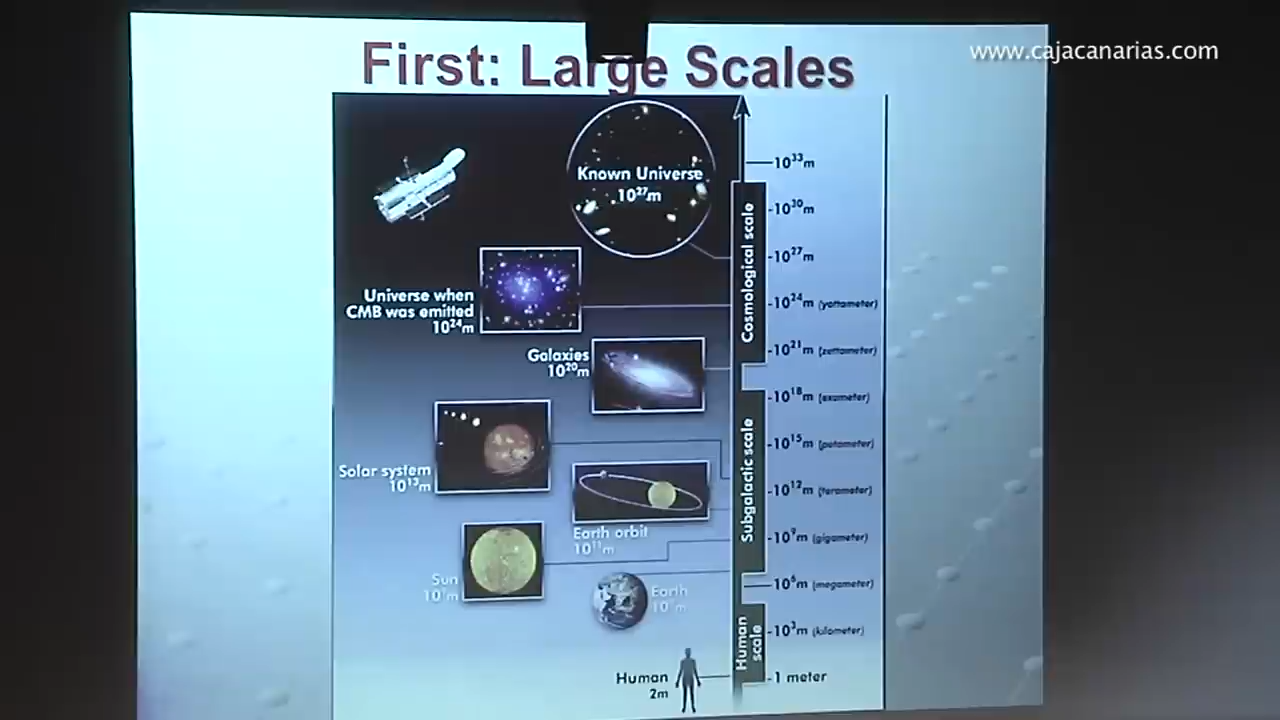 First: Large Scales
www.cajacanarias.com
Known Universe
10²⁷m
Universe when
CMB was emitted
10²⁴m
Galaxies
10²⁰m
Solar system
10¹³m
Earth orbit
10¹¹m
Sun
Earth
Human
2m
Cosmological scale
Subgalactic scale
Human
scale
10³³m
10³⁰m
10²⁷m
10²⁴m (yottameter)
10²¹m (zettameter)
10¹⁸m (exameter)
10¹⁵m (petameter)
10¹²m (terameter)
10⁹m (gigameter)
10⁶m (megameter)
10³m (kilometer)
1 meter